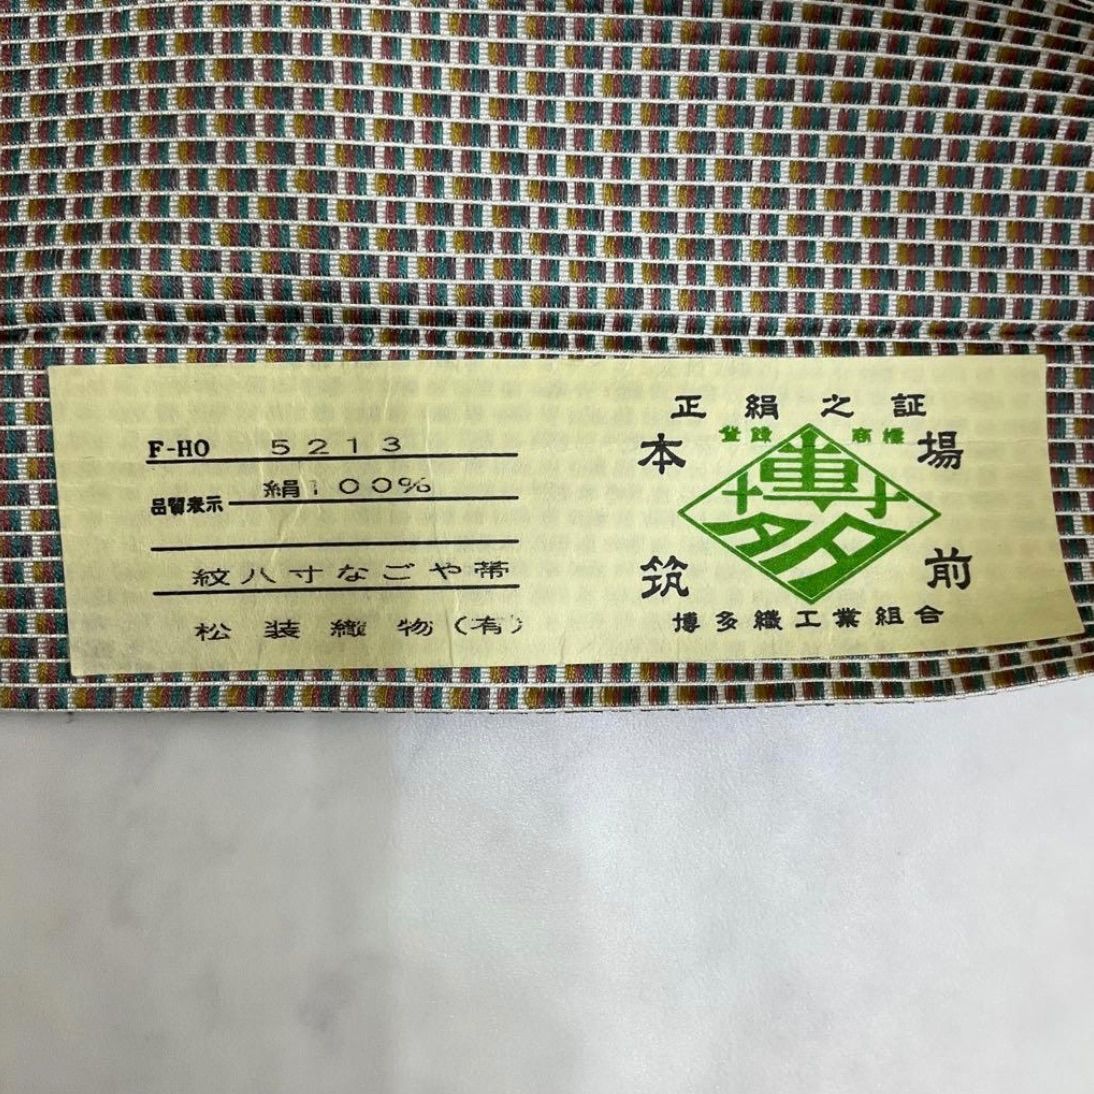 F-HO 5213
品質表示 絹100%
紋八寸なごや帯
松装織物(有)
正絹之証
登録 商標
本場
博多
筑前
博多織工業組合